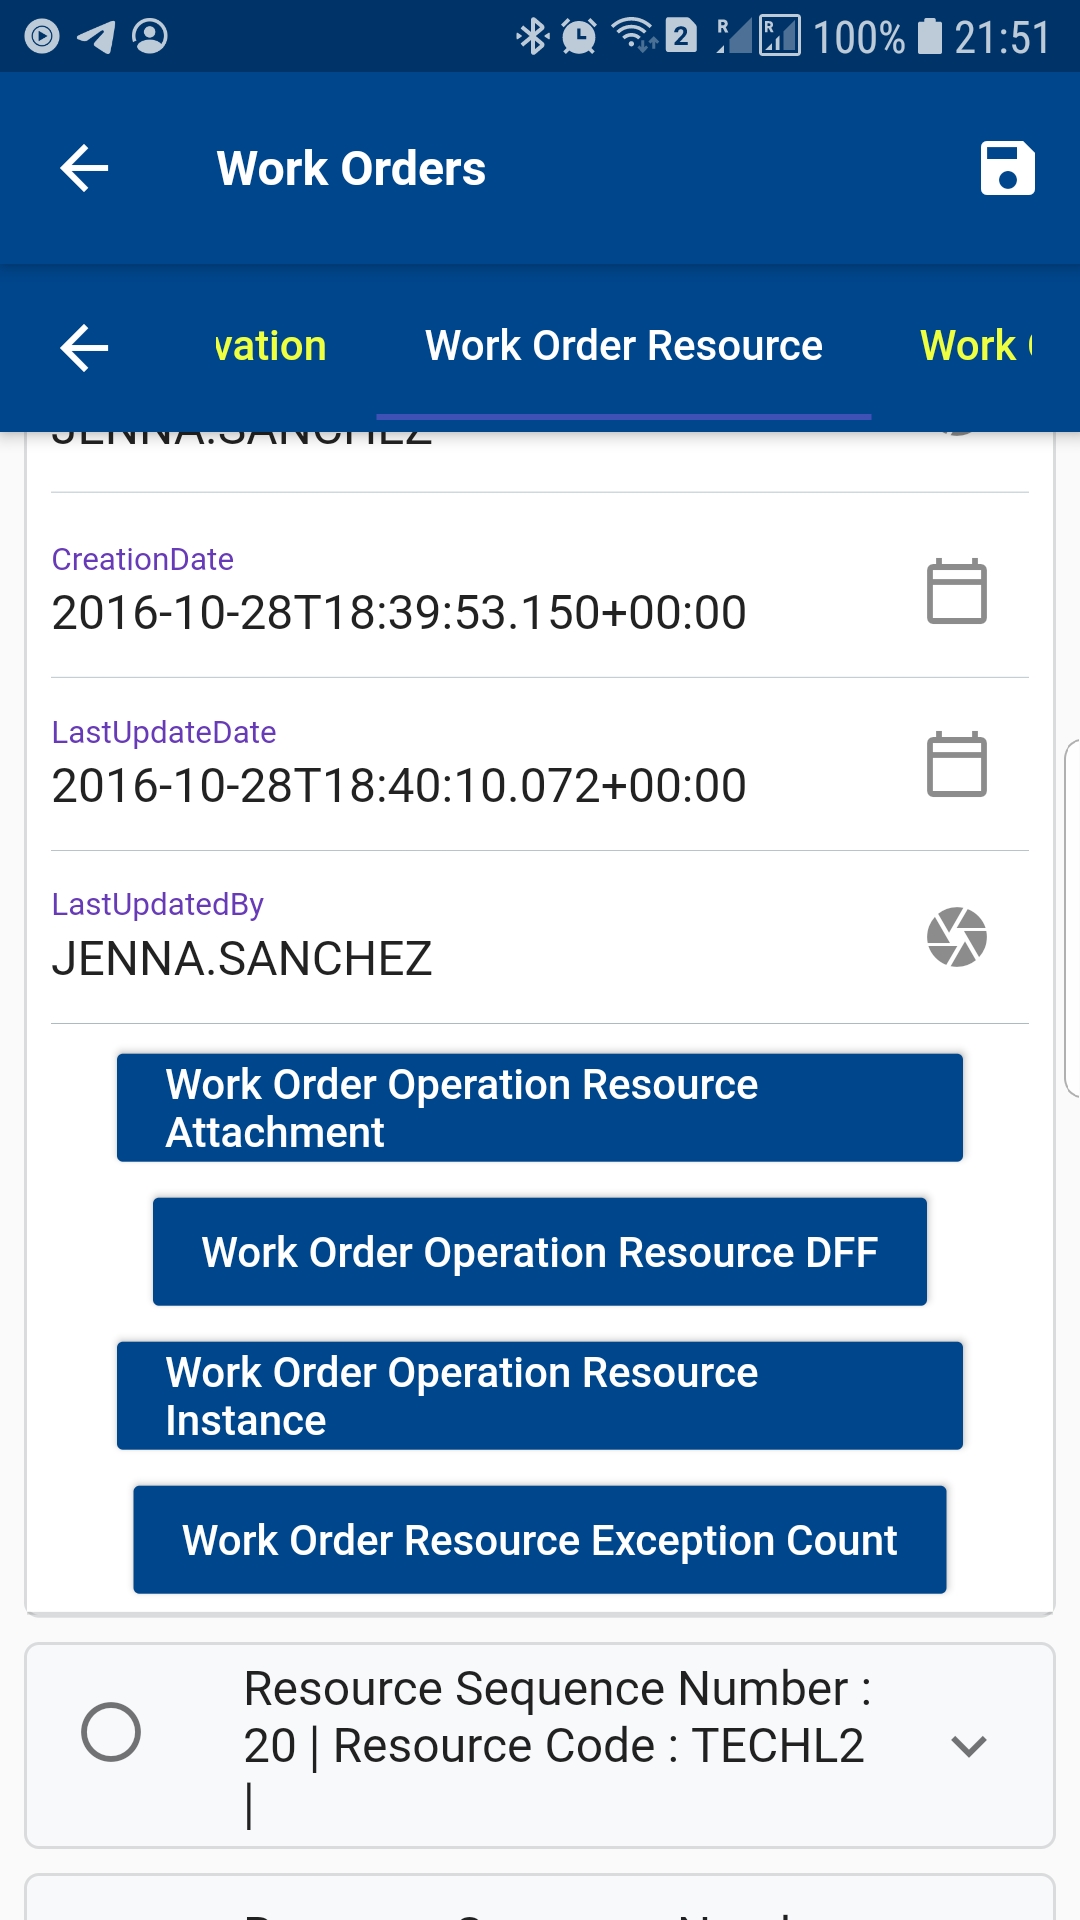 2 R R 100% 21:51
Work Orders
vation Work Order Resource Work
JENNA.SANCHEZ
CreationDate
2016-10-28T18:39:53.150+00:00
LastUpdateDate
2016-10-28T18:40:10.072+00:00
LastUpdatedBy
JENNA.SANCHEZ
Work Order Operation Resource
Attachment
Work Order Operation Resource DFF
Work Order Operation Resource
Instance
Work Order Resource Exception Count
Resource Sequence Number :
20 | Resource Code : TECHL2
|